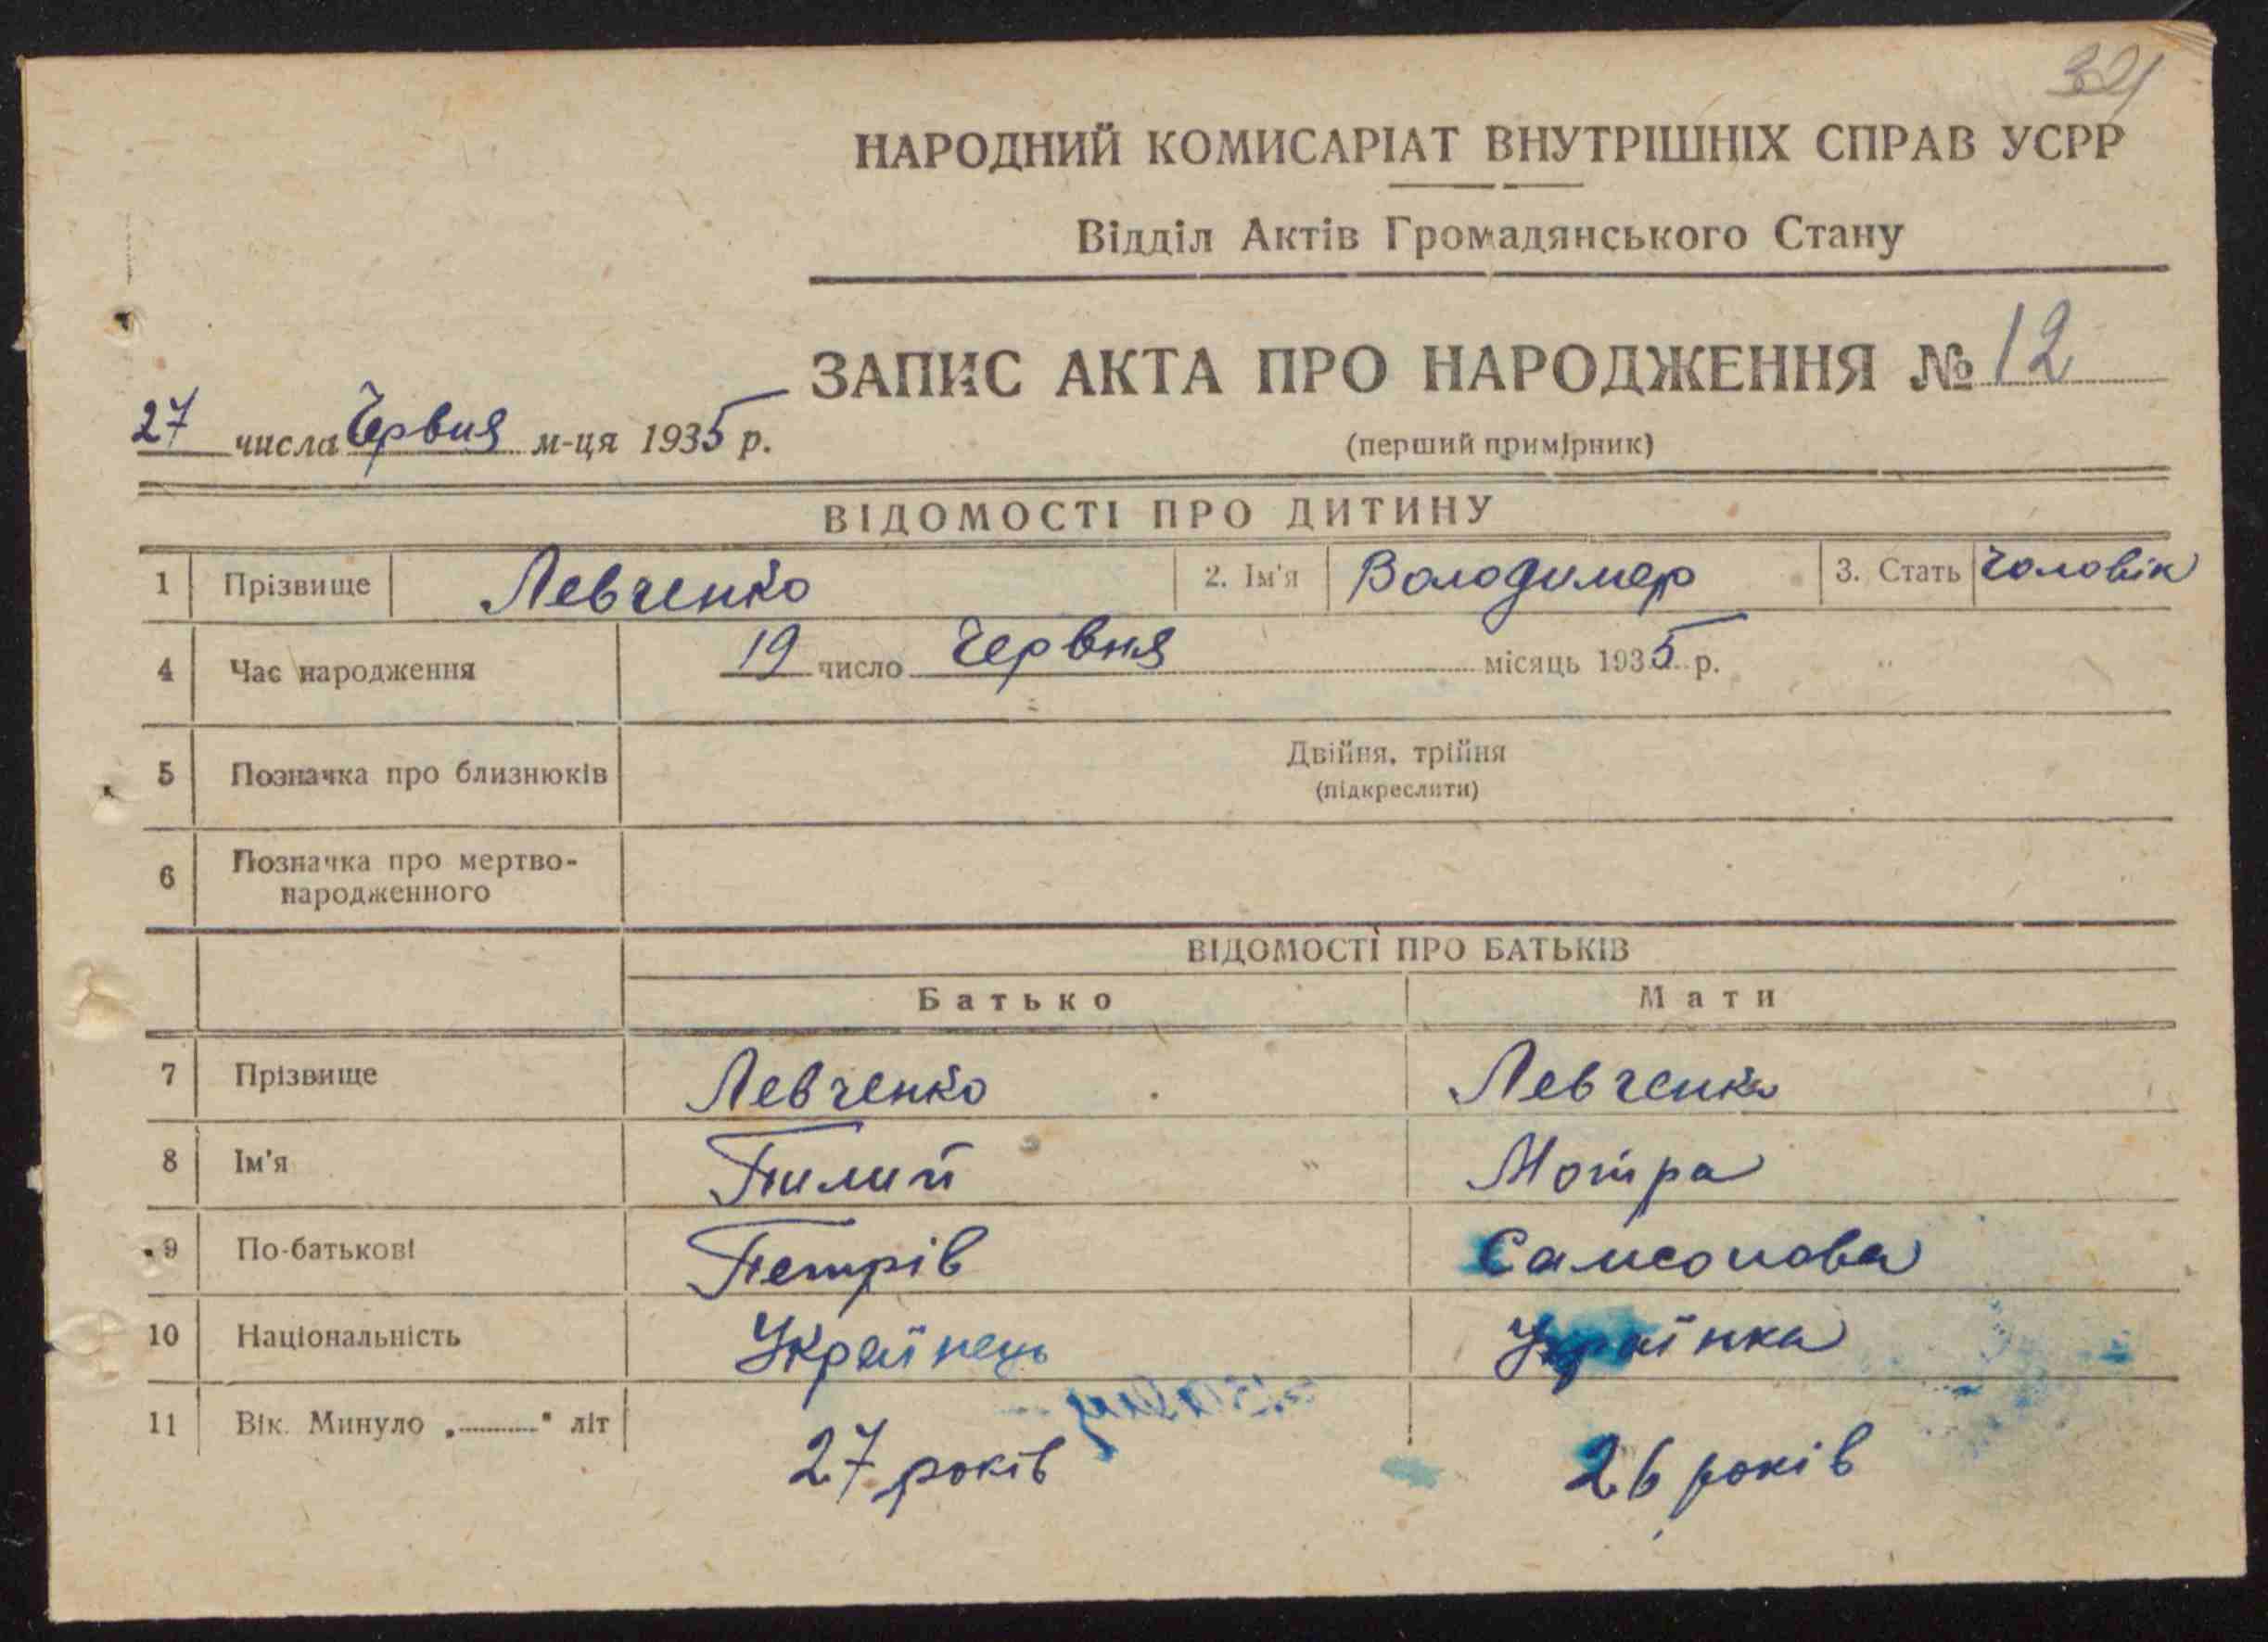 НАРОДНИЙ КОМИСАРІАТ ВНУТРІШНІХ СПРАВ УСРР
Відділ Актів Громадянського Стану
ЗАПИС АКТА ПРО НАРОДЖЕННЯ № 12
27 числа Червня м-ця 1935 р.
(перший примірник)
ВІДОМОСТІ ПРО ДИТИНУ
1 Прізвище Левченко 2. Ім'я Володимер 3. Стать чоловік
4 Час народження 19 число Червня місяць 1935 р.
5 Позначка про близнюків Двійня, трійня
(підкреслити)
6 Позначка про мертво-
народженного
ВІДОМОСТІ ПРО БАТЬКІВ
Батько Мати
7 Прізвище Левченко Левченко
8 Ім'я Пилип Мотря
9 По-батькові Петрів Самсонова
10 Національність Українець Українка
11 Вік. Минуло „........." літ 27 років 26 років